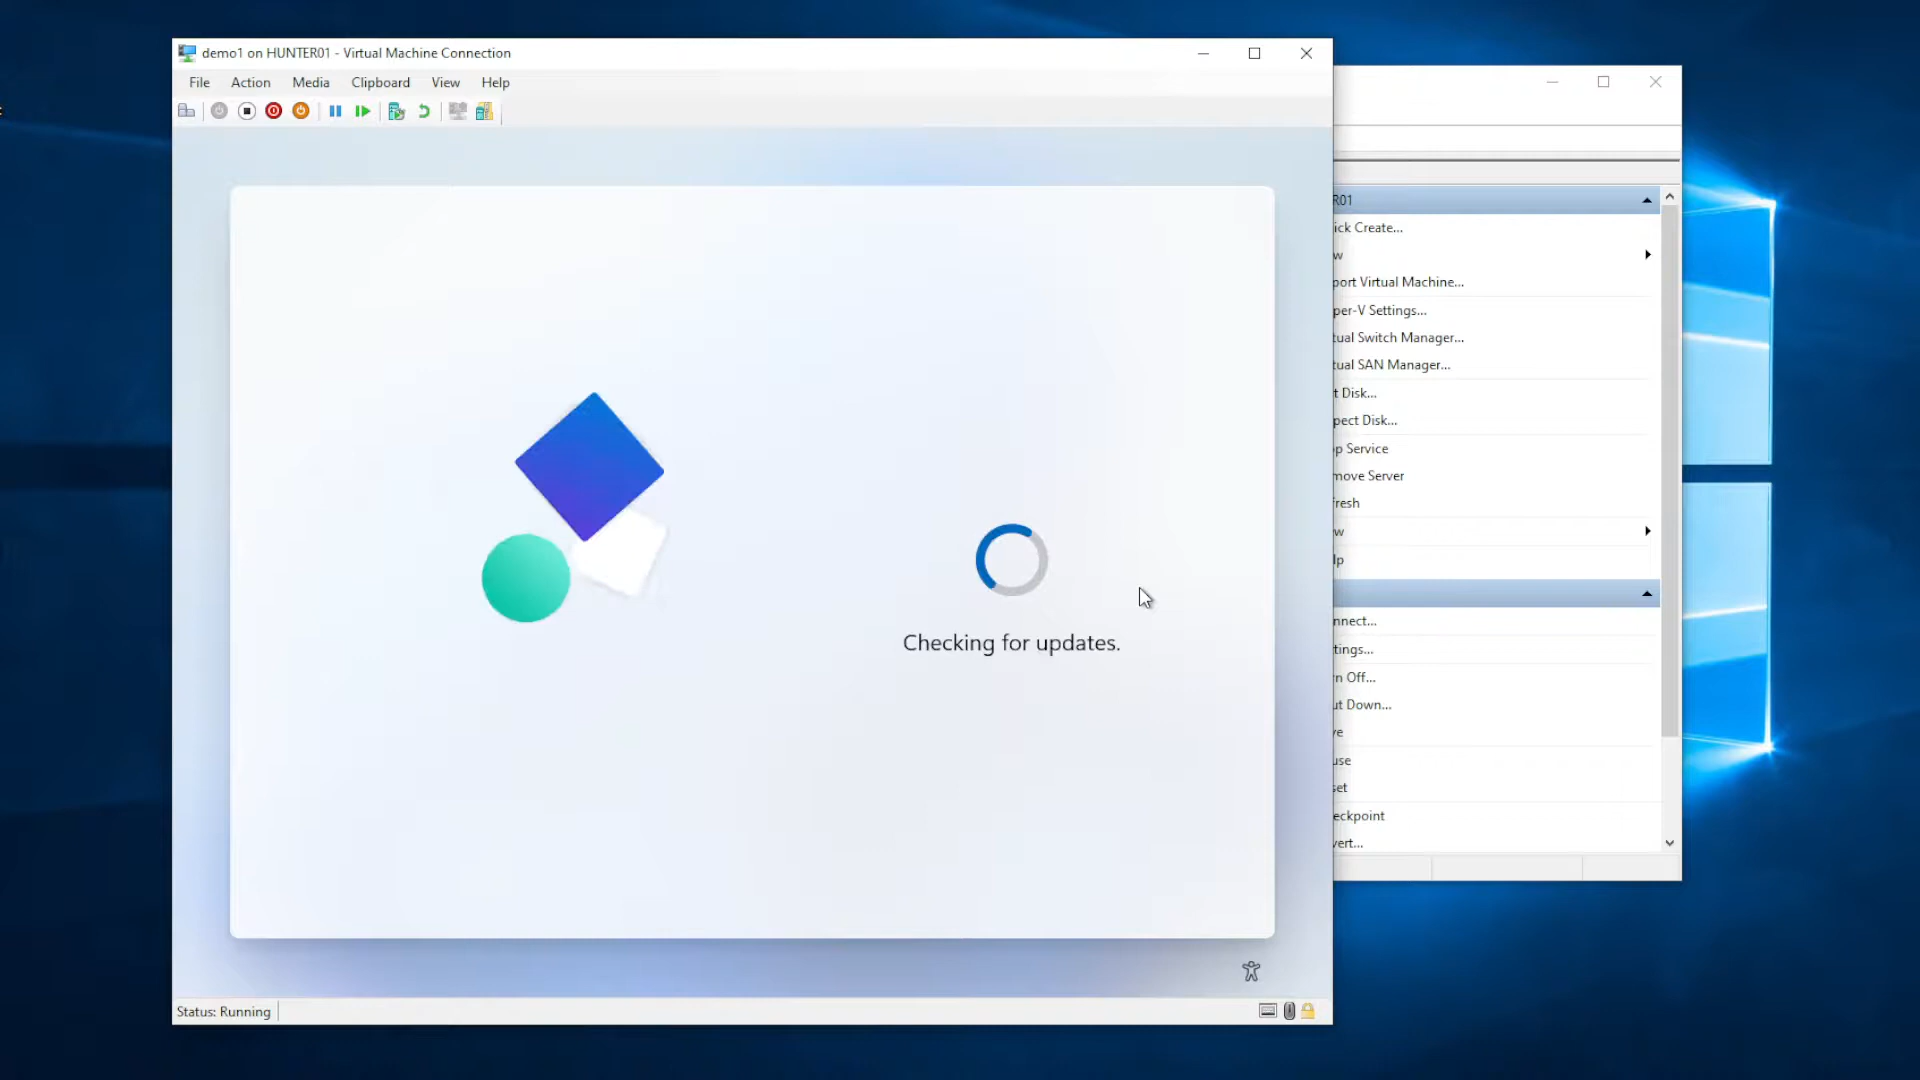 demo1 on HUNTER01 - Virtual Machine Connection
File Action Media Clipboard View Help
Checking for updates.
Status: Running
R01
ick Create...
w
port Virtual Machine...
per-V Settings...
tual Switch Manager...
tual SAN Manager...
t Disk...
pect Disk...
p Service
move Server
fresh
w
lp
nnect...
tings...
rn Off...
ut Down...
ve
use
set
eckpoint
vert...